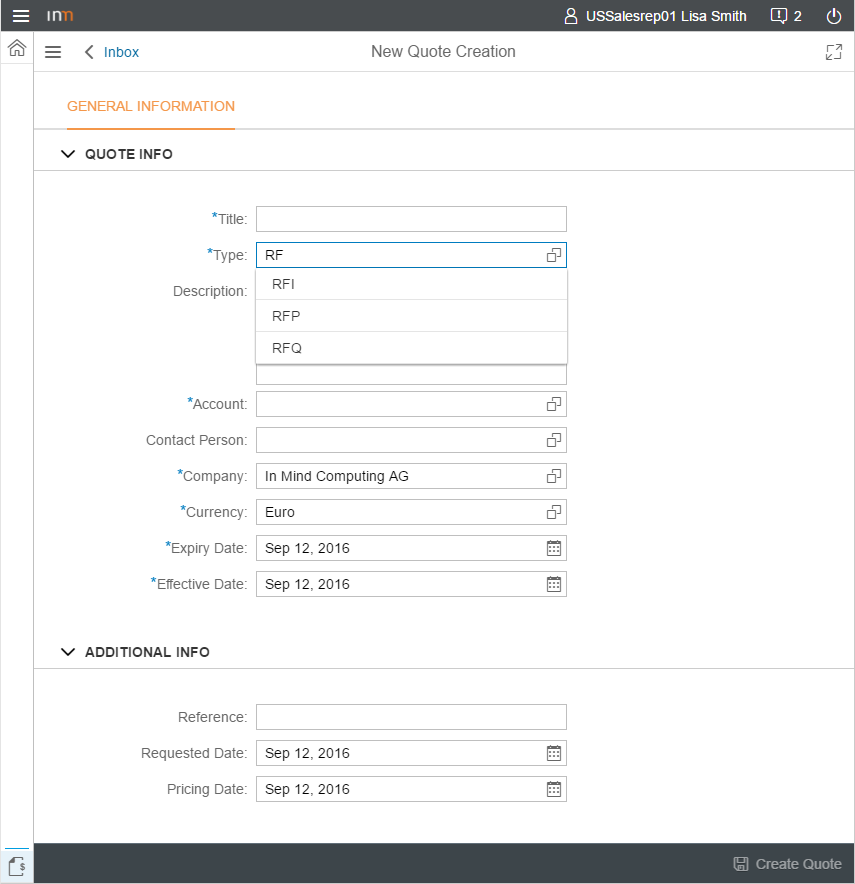 inm USSalesrep01 Lisa Smith 2
Inbox New Quote Creation
GENERAL INFORMATION
QUOTE INFO
*Title:
*Type: RF
Description: RFI
RFP
RFQ
*Account:
Contact Person:
*Company: In Mind Computing AG
*Currency: Euro
*Expiry Date: Sep 12, 2016
*Effective Date: Sep 12, 2016
ADDITIONAL INFO
Reference:
Requested Date: Sep 12, 2016
Pricing Date: Sep 12, 2016
$ Create Quote